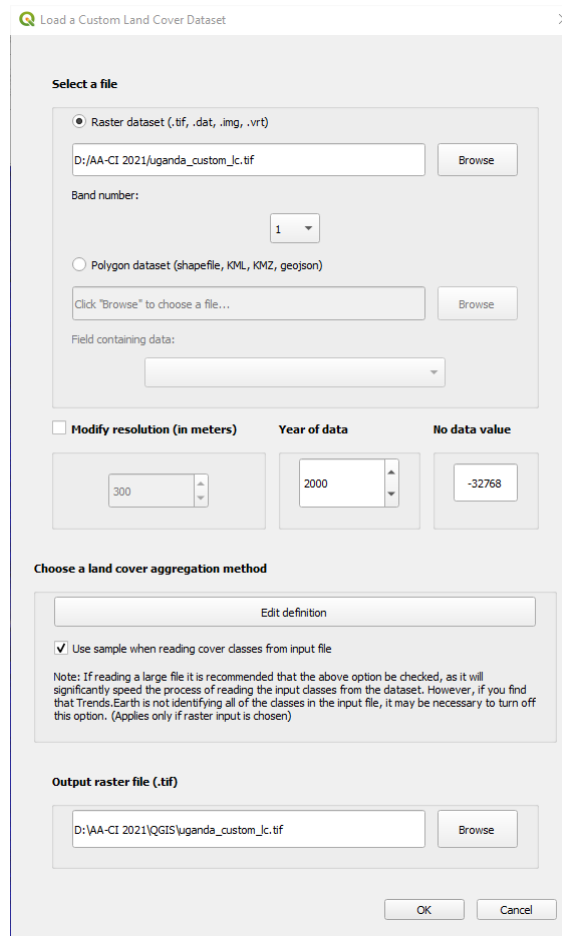 Load a Custom Land Cover Dataset
Select a file
Raster dataset (.tif, .dat, .img, .vrt)
D:/AA-CI 2021/uganda_custom_lc.tif
Browse
Band number:
1
Polygon dataset (shapefile, KML, KMZ, geojson)
Click "Browse" to choose a file...
Browse
Field containing data:
Modify resolution (in meters)
Year of data
No data value
300
2000
-32768
Choose a land cover aggregation method
Edit definition
Use sample when reading cover classes from input file
Note: If reading a large file it is recommended that the above option be checked, as it will
significantly speed the process of reading the input classes from the dataset. However, if you find
that Trends.Earth is not identifying all of the classes in the input file, it may be necessary to turn off
this option. (Applies only if raster input is chosen)
Output raster file (.tif)
D:\AA-CI 2021\QGIS\uganda_custom_lc.tif
Browse
OK
Cancel